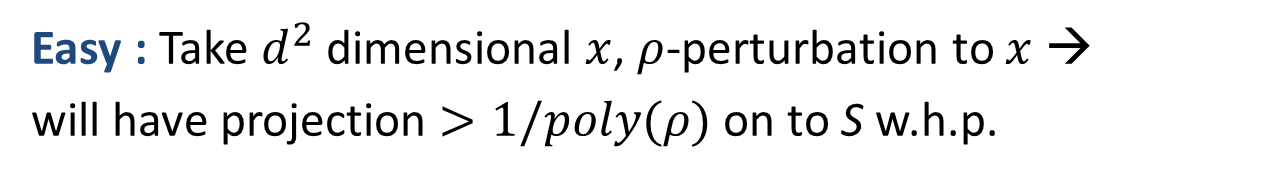 Easy : Take d² dimensional x, ρ-perturbation to x →
will have projection > 1/poly(ρ) on to S w.h.p.